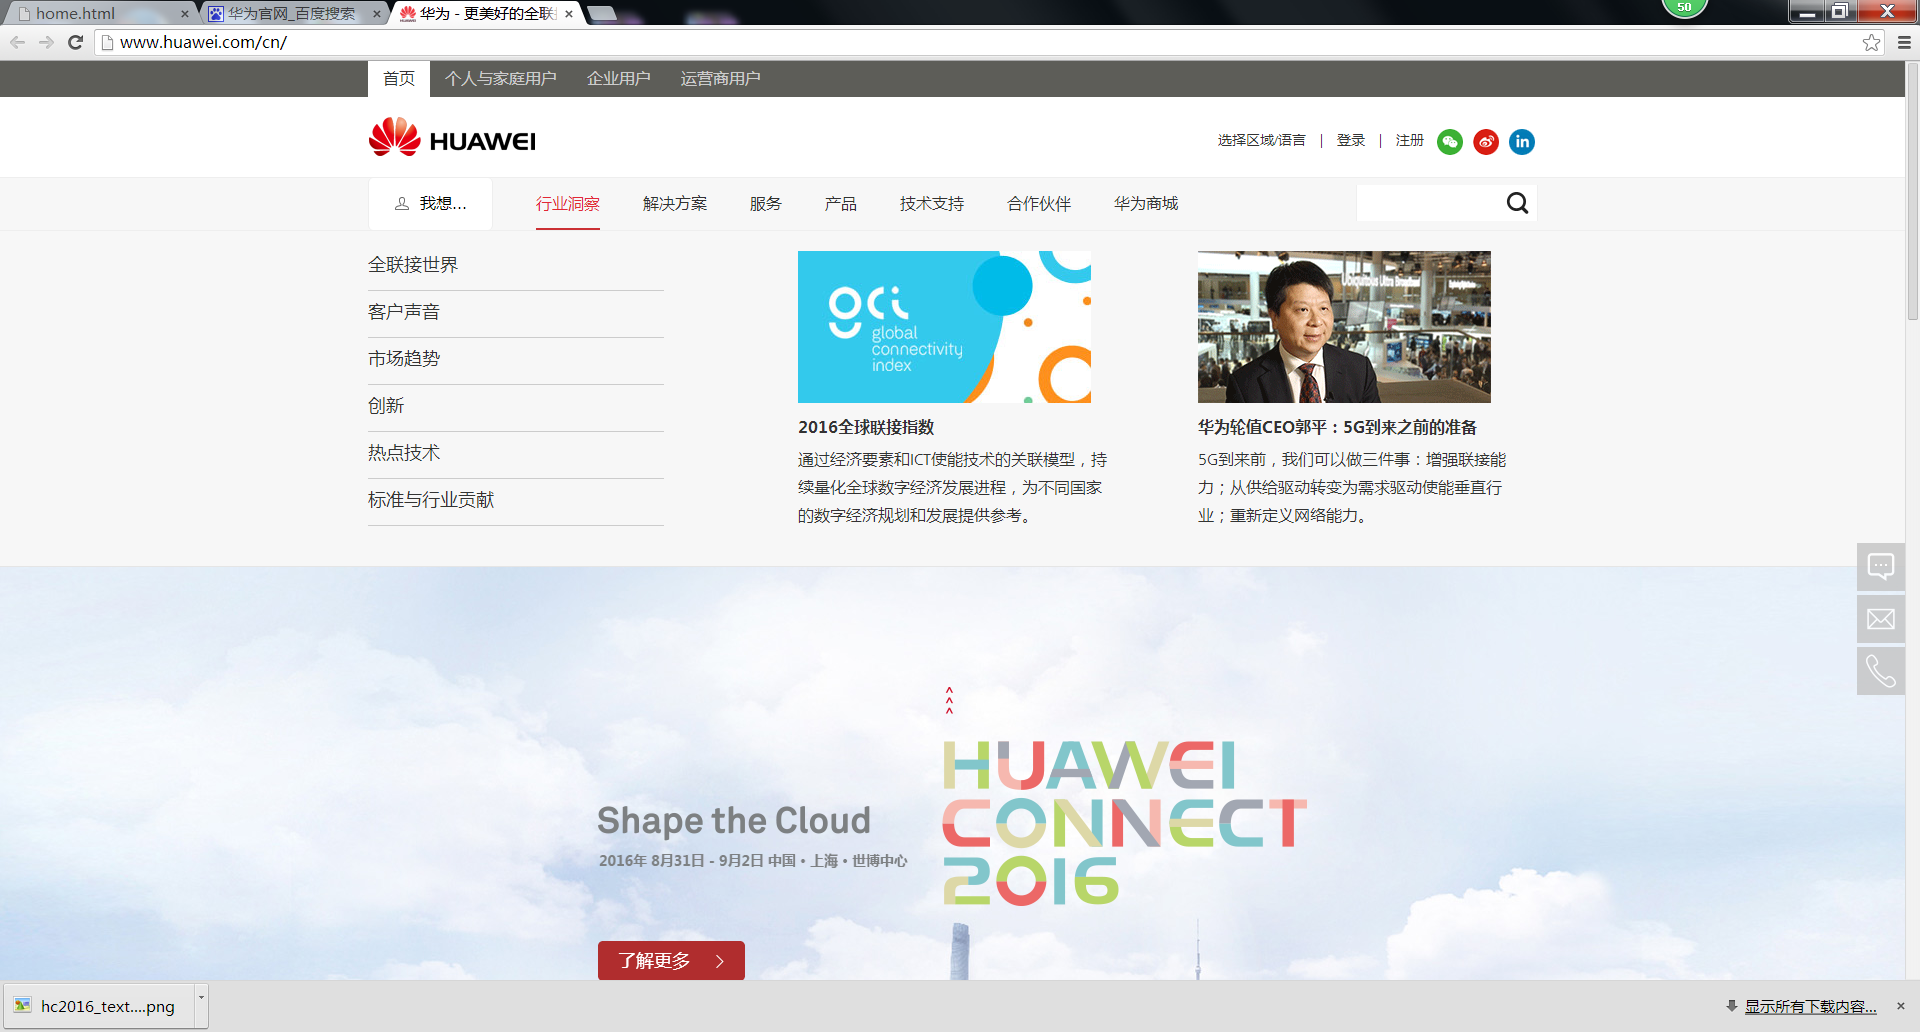 home.html
华为官网_百度搜索
华为 - 更美好的全联接
50
www.huawei.com/cn/
首页 个人与家庭用户 企业用户 运营商用户
HUAWEI
选择区域/语言 | 登录 | 注册
in
我想...
行业洞察 解决方案 服务 产品 技术支持 合作伙伴 华为商城
全联接世界
客户声音
市场趋势
创新
热点技术
标准与行业贡献
gci
global
connectivity
index
2016全球联接指数
通过经济要素和ICT使能技术的关联模型，持
续量化全球数字经济发展进程，为不同国家
的数字经济规划和发展提供参考。
Ubiquitous Ultra Broadband
华为轮值CEO郭平：5G到来之前的准备
5G到来前，我们可以做三件事：增强联接能
力；从供给驱动转变为需求驱动使能垂直行
业；重新定义网络能力。
HUAWEI
CONNECT
2016
Shape the Cloud
2016年 8月31日 - 9月2日 中国 • 上海 • 世博中心
了解更多
hc2016_text....png
显示所有下载内容...